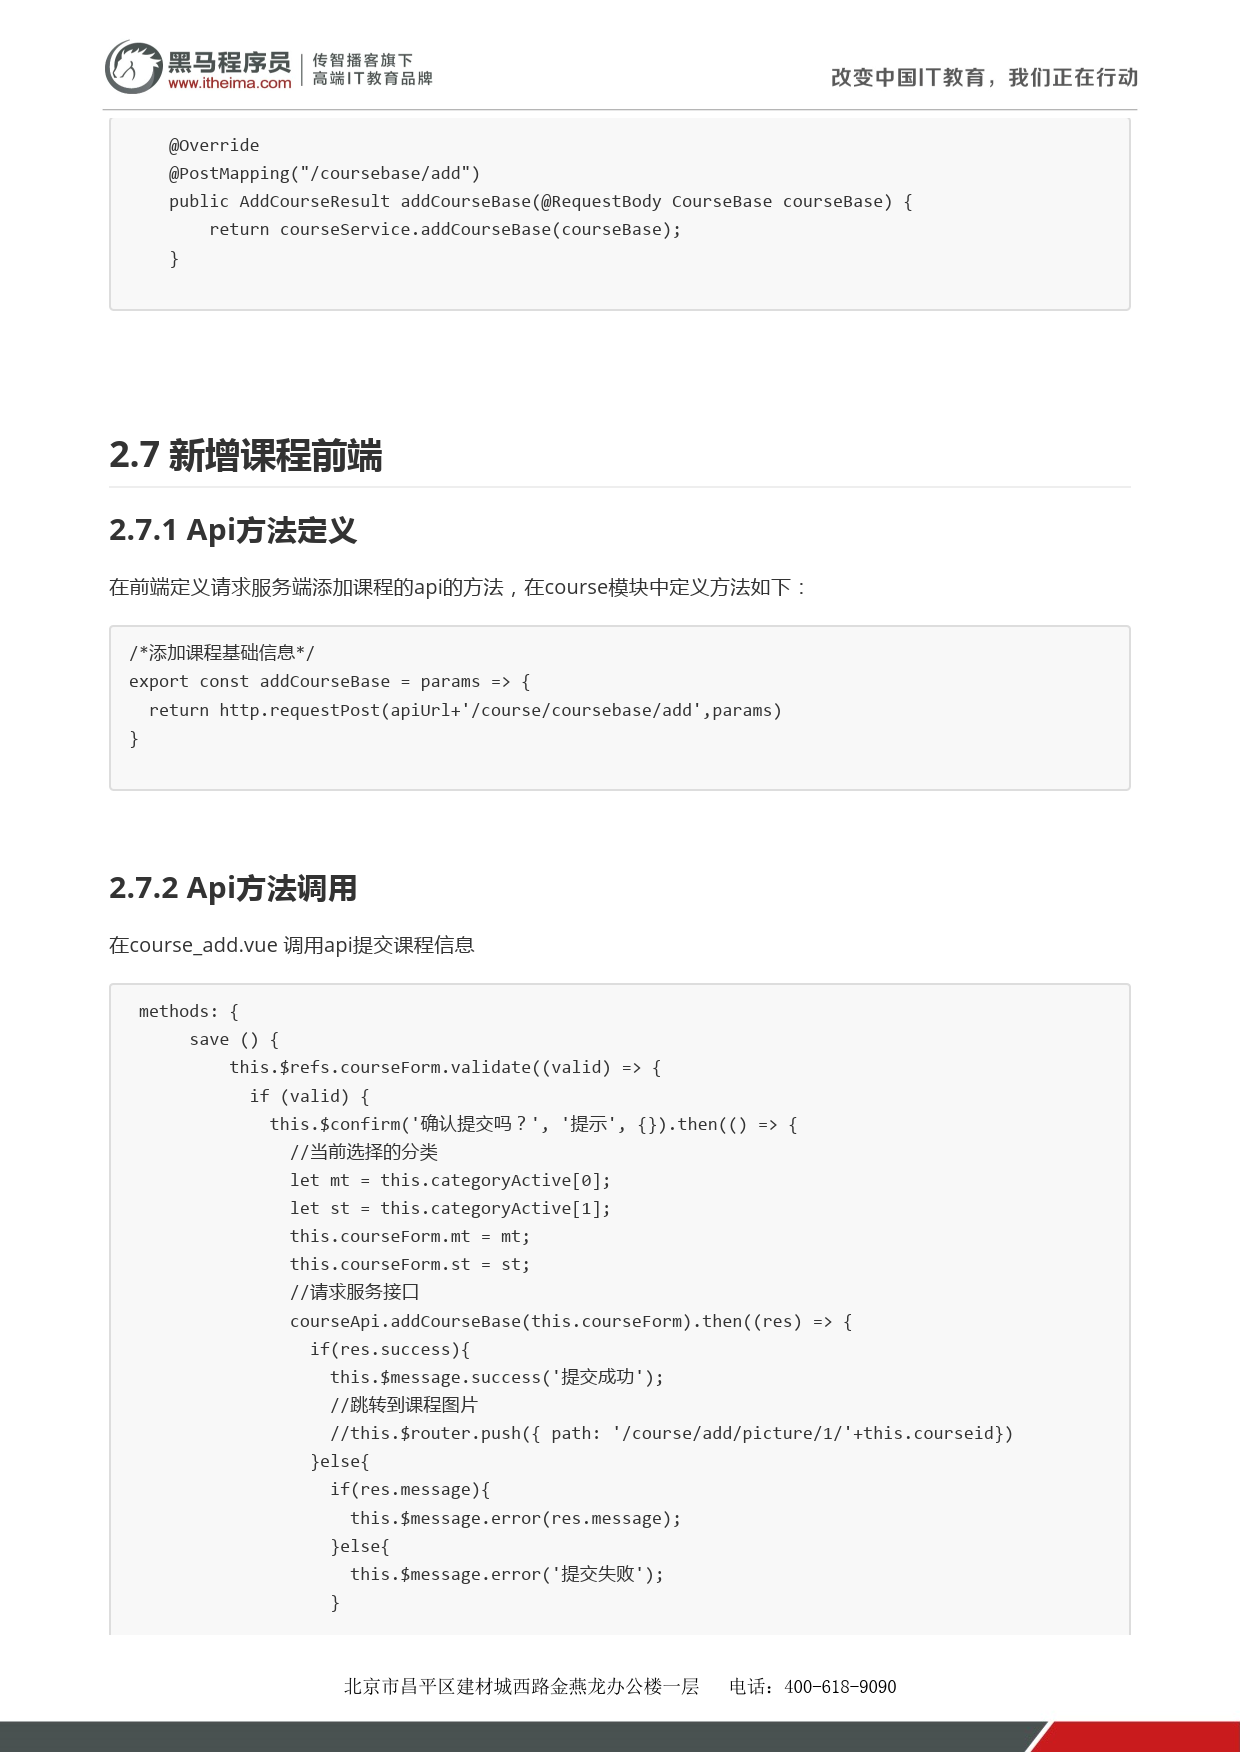 黑马程序员
www.itheima.com
传智播客旗下
高端IT教育品牌
改变中国IT教育，我们正在行动
@Override
@PostMapping("/coursebase/add")
public AddCourseResult addCourseBase(@RequestBody CourseBase courseBase) {
return courseService.addCourseBase(courseBase);
}
2.7 新增课程前端
2.7.1 Api方法定义
在前端定义请求服务端添加课程的api的方法，在course模块中定义方法如下：
/*添加课程基础信息*/
export const addCourseBase = params => {
return http.requestPost(apiUrl+'/course/coursebase/add',params)
}
2.7.2 Api方法调用
在course_add.vue 调用api提交课程信息
methods: {
save () {
this.$refs.courseForm.validate((valid) => {
if (valid) {
this.$confirm('确认提交吗？', '提示', {}).then(() => {
//当前选择的分类
let mt = this.categoryActive[0];
let st = this.categoryActive[1];
this.courseForm.mt = mt;
this.courseForm.st = st;
//请求服务接口
courseApi.addCourseBase(this.courseForm).then((res) => {
if(res.success){
this.$message.success('提交成功');
//跳转到课程图片
//this.$router.push({ path: '/course/add/picture/1/'+this.courseid})
}else{
if(res.message){
this.$message.error(res.message);
}else{
this.$message.error('提交失败');
}
北京市昌平区建材城西路金燕龙办公楼一层 电话：400-618-9090